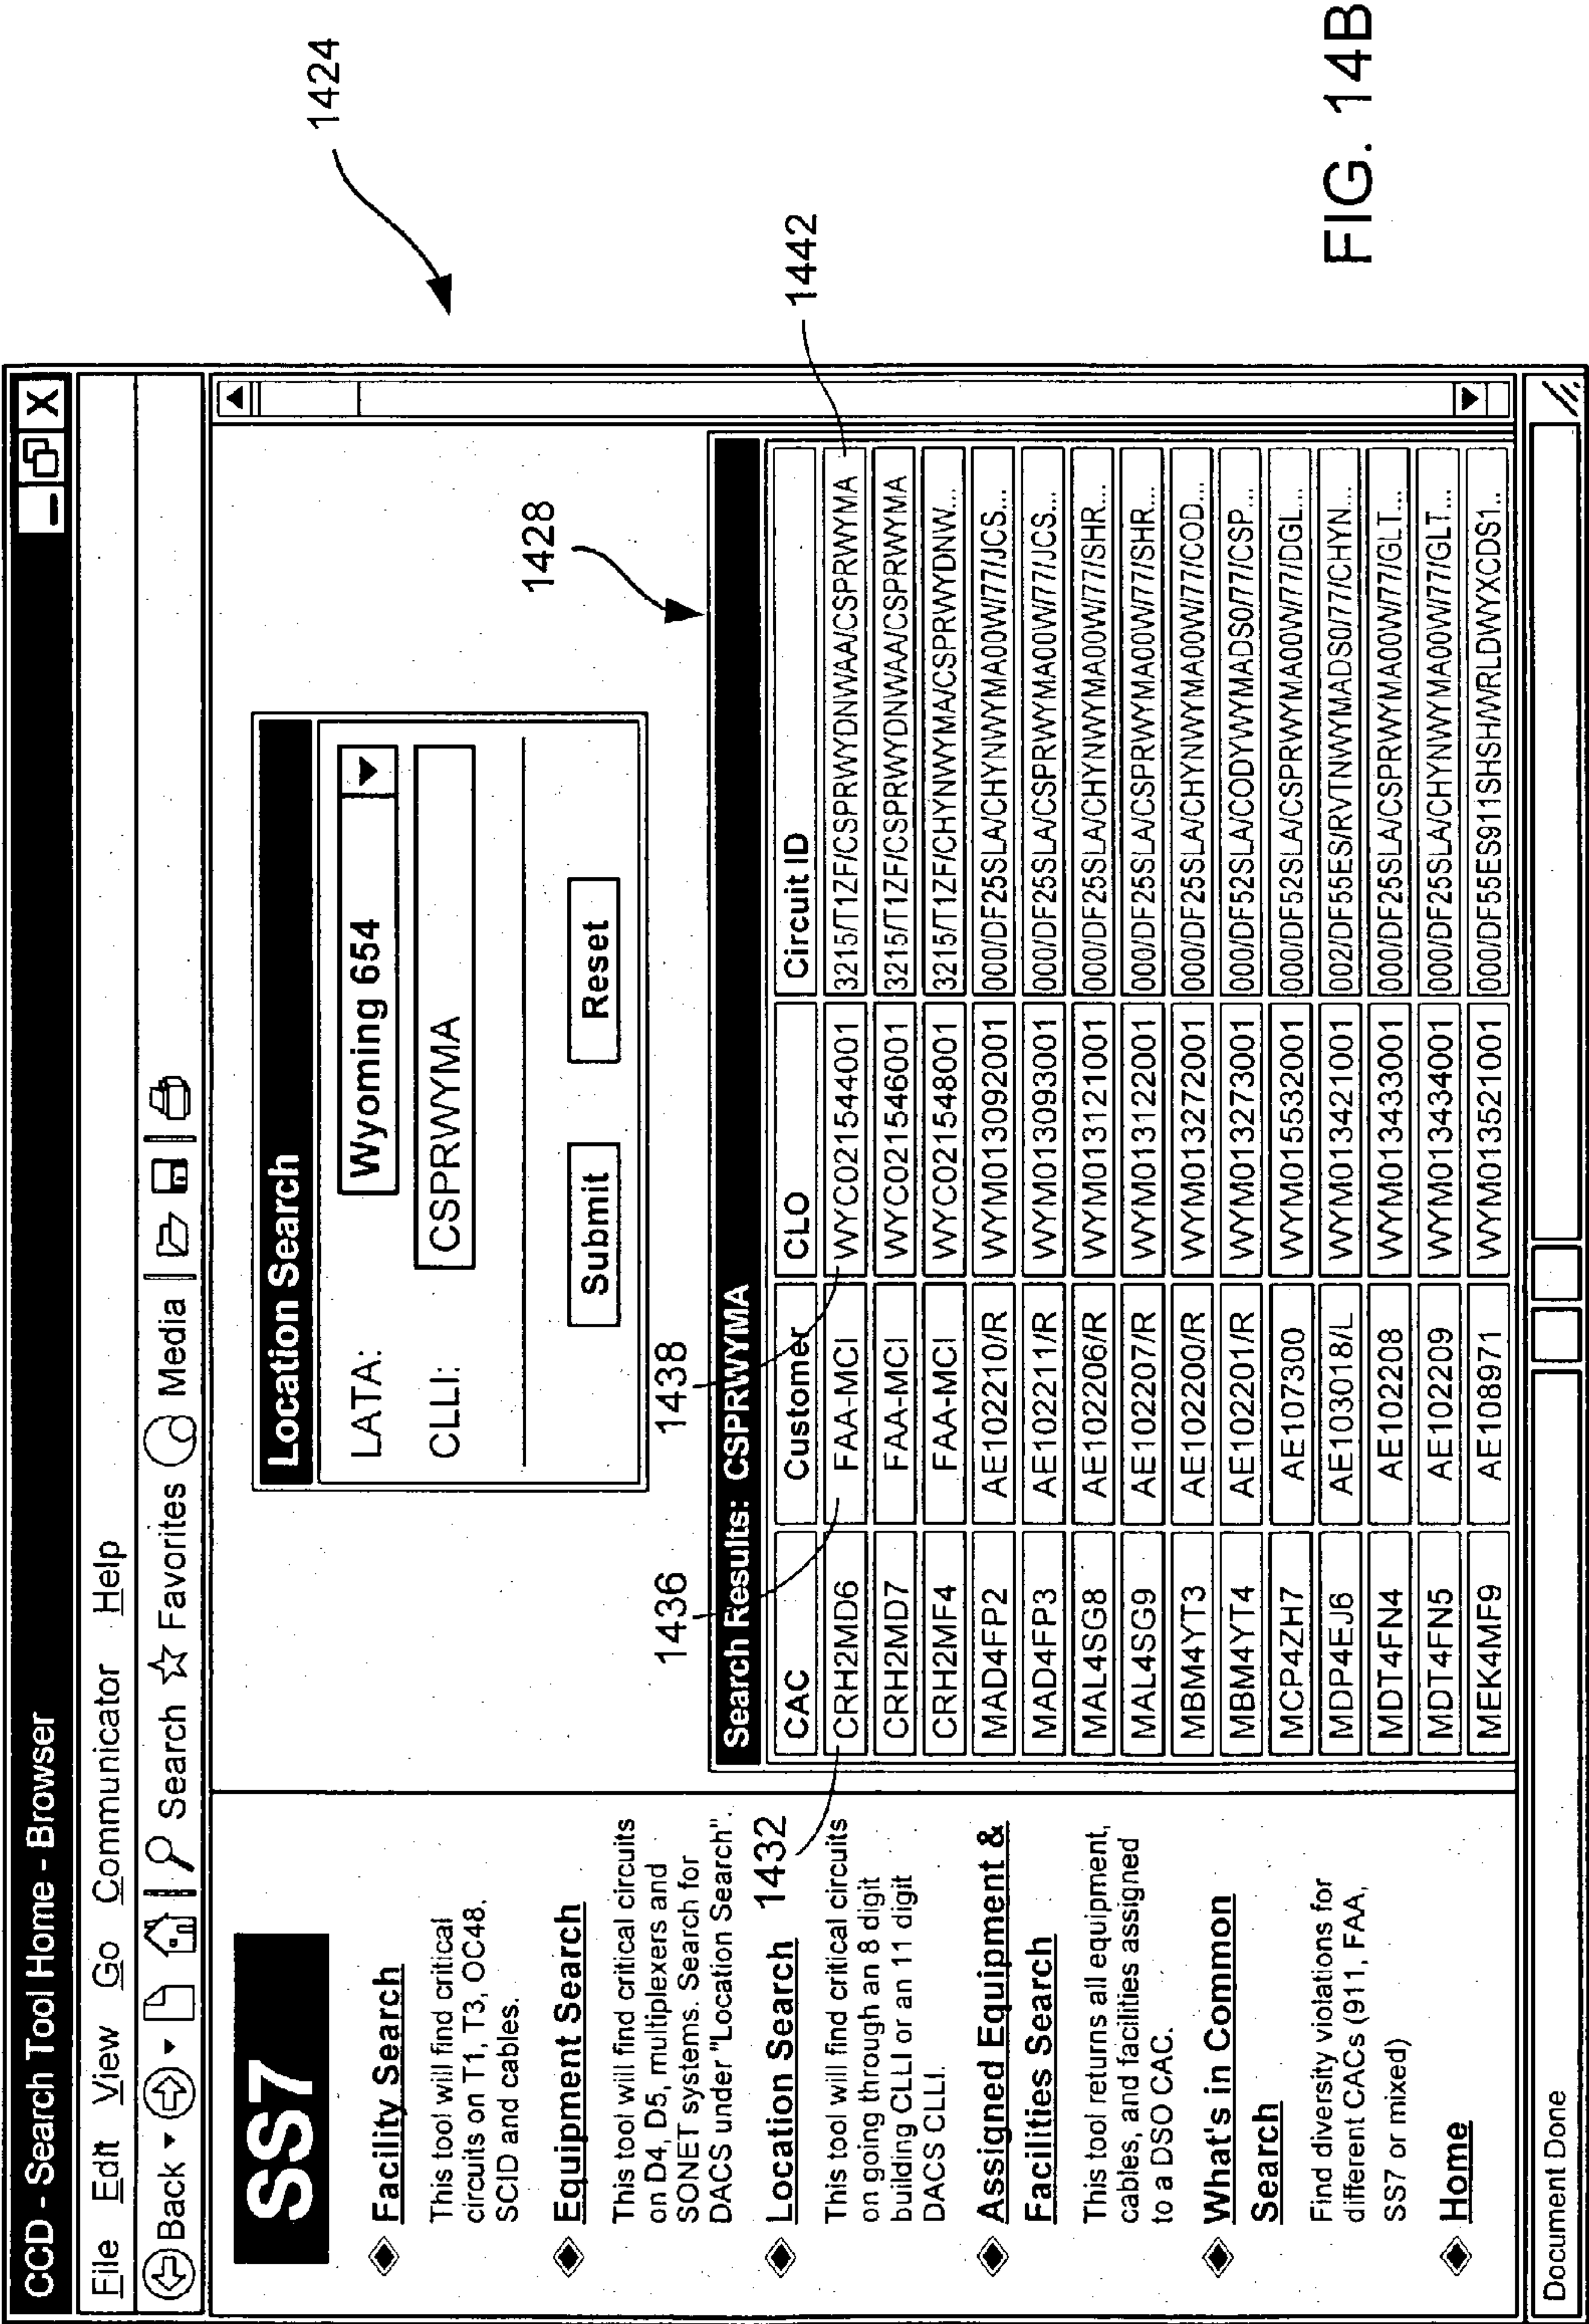 CCD - Search Tool Home - Browser
File Edit View Go Communicator Help
Back Search Favorites Media
SS7
Facility Search
This tool will find critical
circuits on T1, T3, OC48,
SCID and cables.
Equipment Search
This tool will find critical circuits
on D4, D5, multiplexers and
SONET systems. Search for
DACS under "Location Search".
Location Search
This tool will find critical circuits
on going through an 8 digit
building CLLI or an 11 digit
DACS CLLI.
Assigned Equipment &
Facilities Search
This tool returns all equipment,
cables, and facilities assigned
to a DSO CAC.
What's in Common
Search
Find diversity violations for
different CACs (911, FAA,
SS7 or mixed)
Home
Location Search
LATA: Wyoming 654
CLLI: CSPRWYMA
Submit Reset
1436 1438 1428
1432
Search Results: CSPRWYMA
CAC Customer CLO Circuit ID
CRH2MD6 FAA-MCI WYC021544001 3215/T1ZF/CSPRWYDNWAA/CSPRWYMA
CRH2MD7 FAA-MCI WYC021546001 3215/T1ZF/CSPRWYDNWAA/CSPRWYMA
CRH2MF4 FAA-MCI WYC021548001 3215/T1ZF/CHYNWYMA/CSPRWYDNW...
MAD4FP2 AE102210/R WYM013092001 000/DF25SLA/CHYNWYMA00W/77/JCS...
MAD4FP3 AE102211/R WYM013093001 000/DF25SLA/CSPRWYMA00W/77/JCS...
MAL4SG8 AE102206/R WYM013121001 000/DF25SLA/CHYNWYMA00W/77/SHR...
MAL4SG9 AE102207/R WYM013122001 000/DF25SLA/CSPRWYMA00W/77/SHR...
MBM4YT3 AE102200/R WYM013272001 000/DF25SLA/CHYNWYMA00W/77/COD...
MBM4YT4 AE102201/R WYM013273001 000/DF52SLA/CODYWYMADS0/77/CSP...
MCP4ZH7 AE107300 WYM015532001 000/DF52SLA/CSPRWYMA00W/77/DGL...
MDP4EJ6 AE103018/L WYM013421001 002/DF55ES/RVTNWYMADS0/77/CHYN...
MDT4FN4 AE102208 WYM013433001 000/DF25SLA/CSPRWYMA00W/77/GLT...
MDT4FN5 AE102209 WYM013434001 000/DF25SLA/CHYNWYMA00W/77/GLT...
MEK4MF9 AE108971 WYM013521001 000/DF55ES911SHSH/WRLDWYXCDS1...
Document Done
1424
1442
FIG. 14B